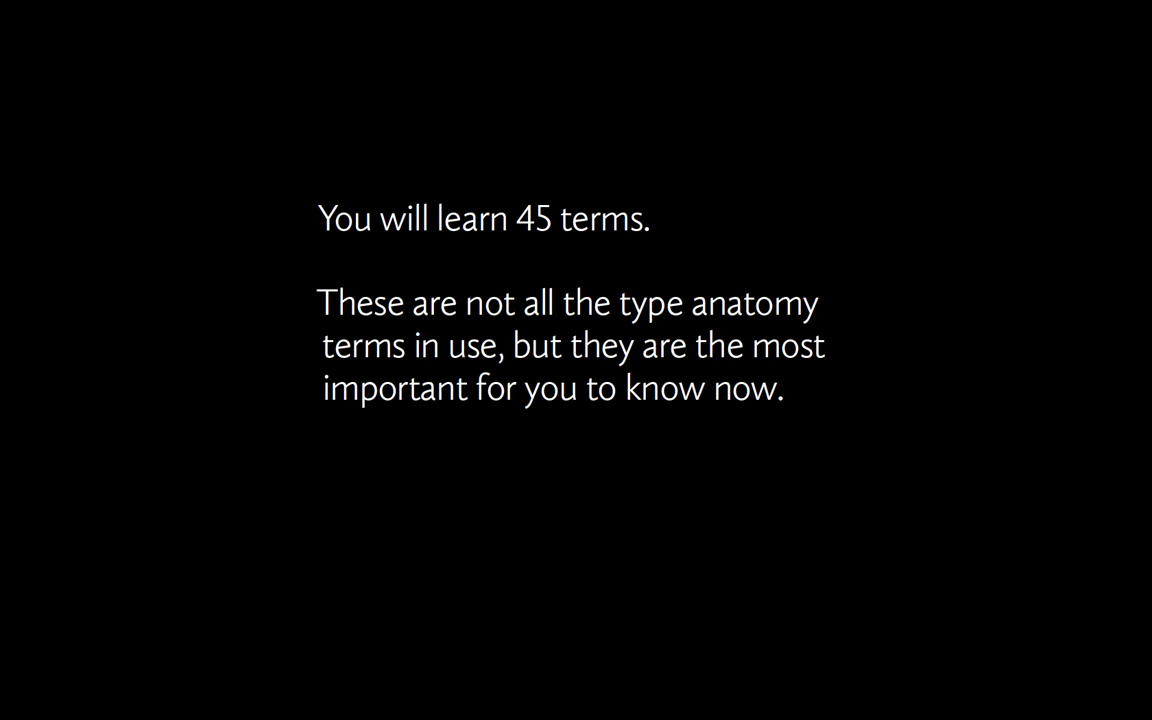 You will learn 45 terms.
These are not all the type anatomy
terms in use, but they are the most
important for you to know now.